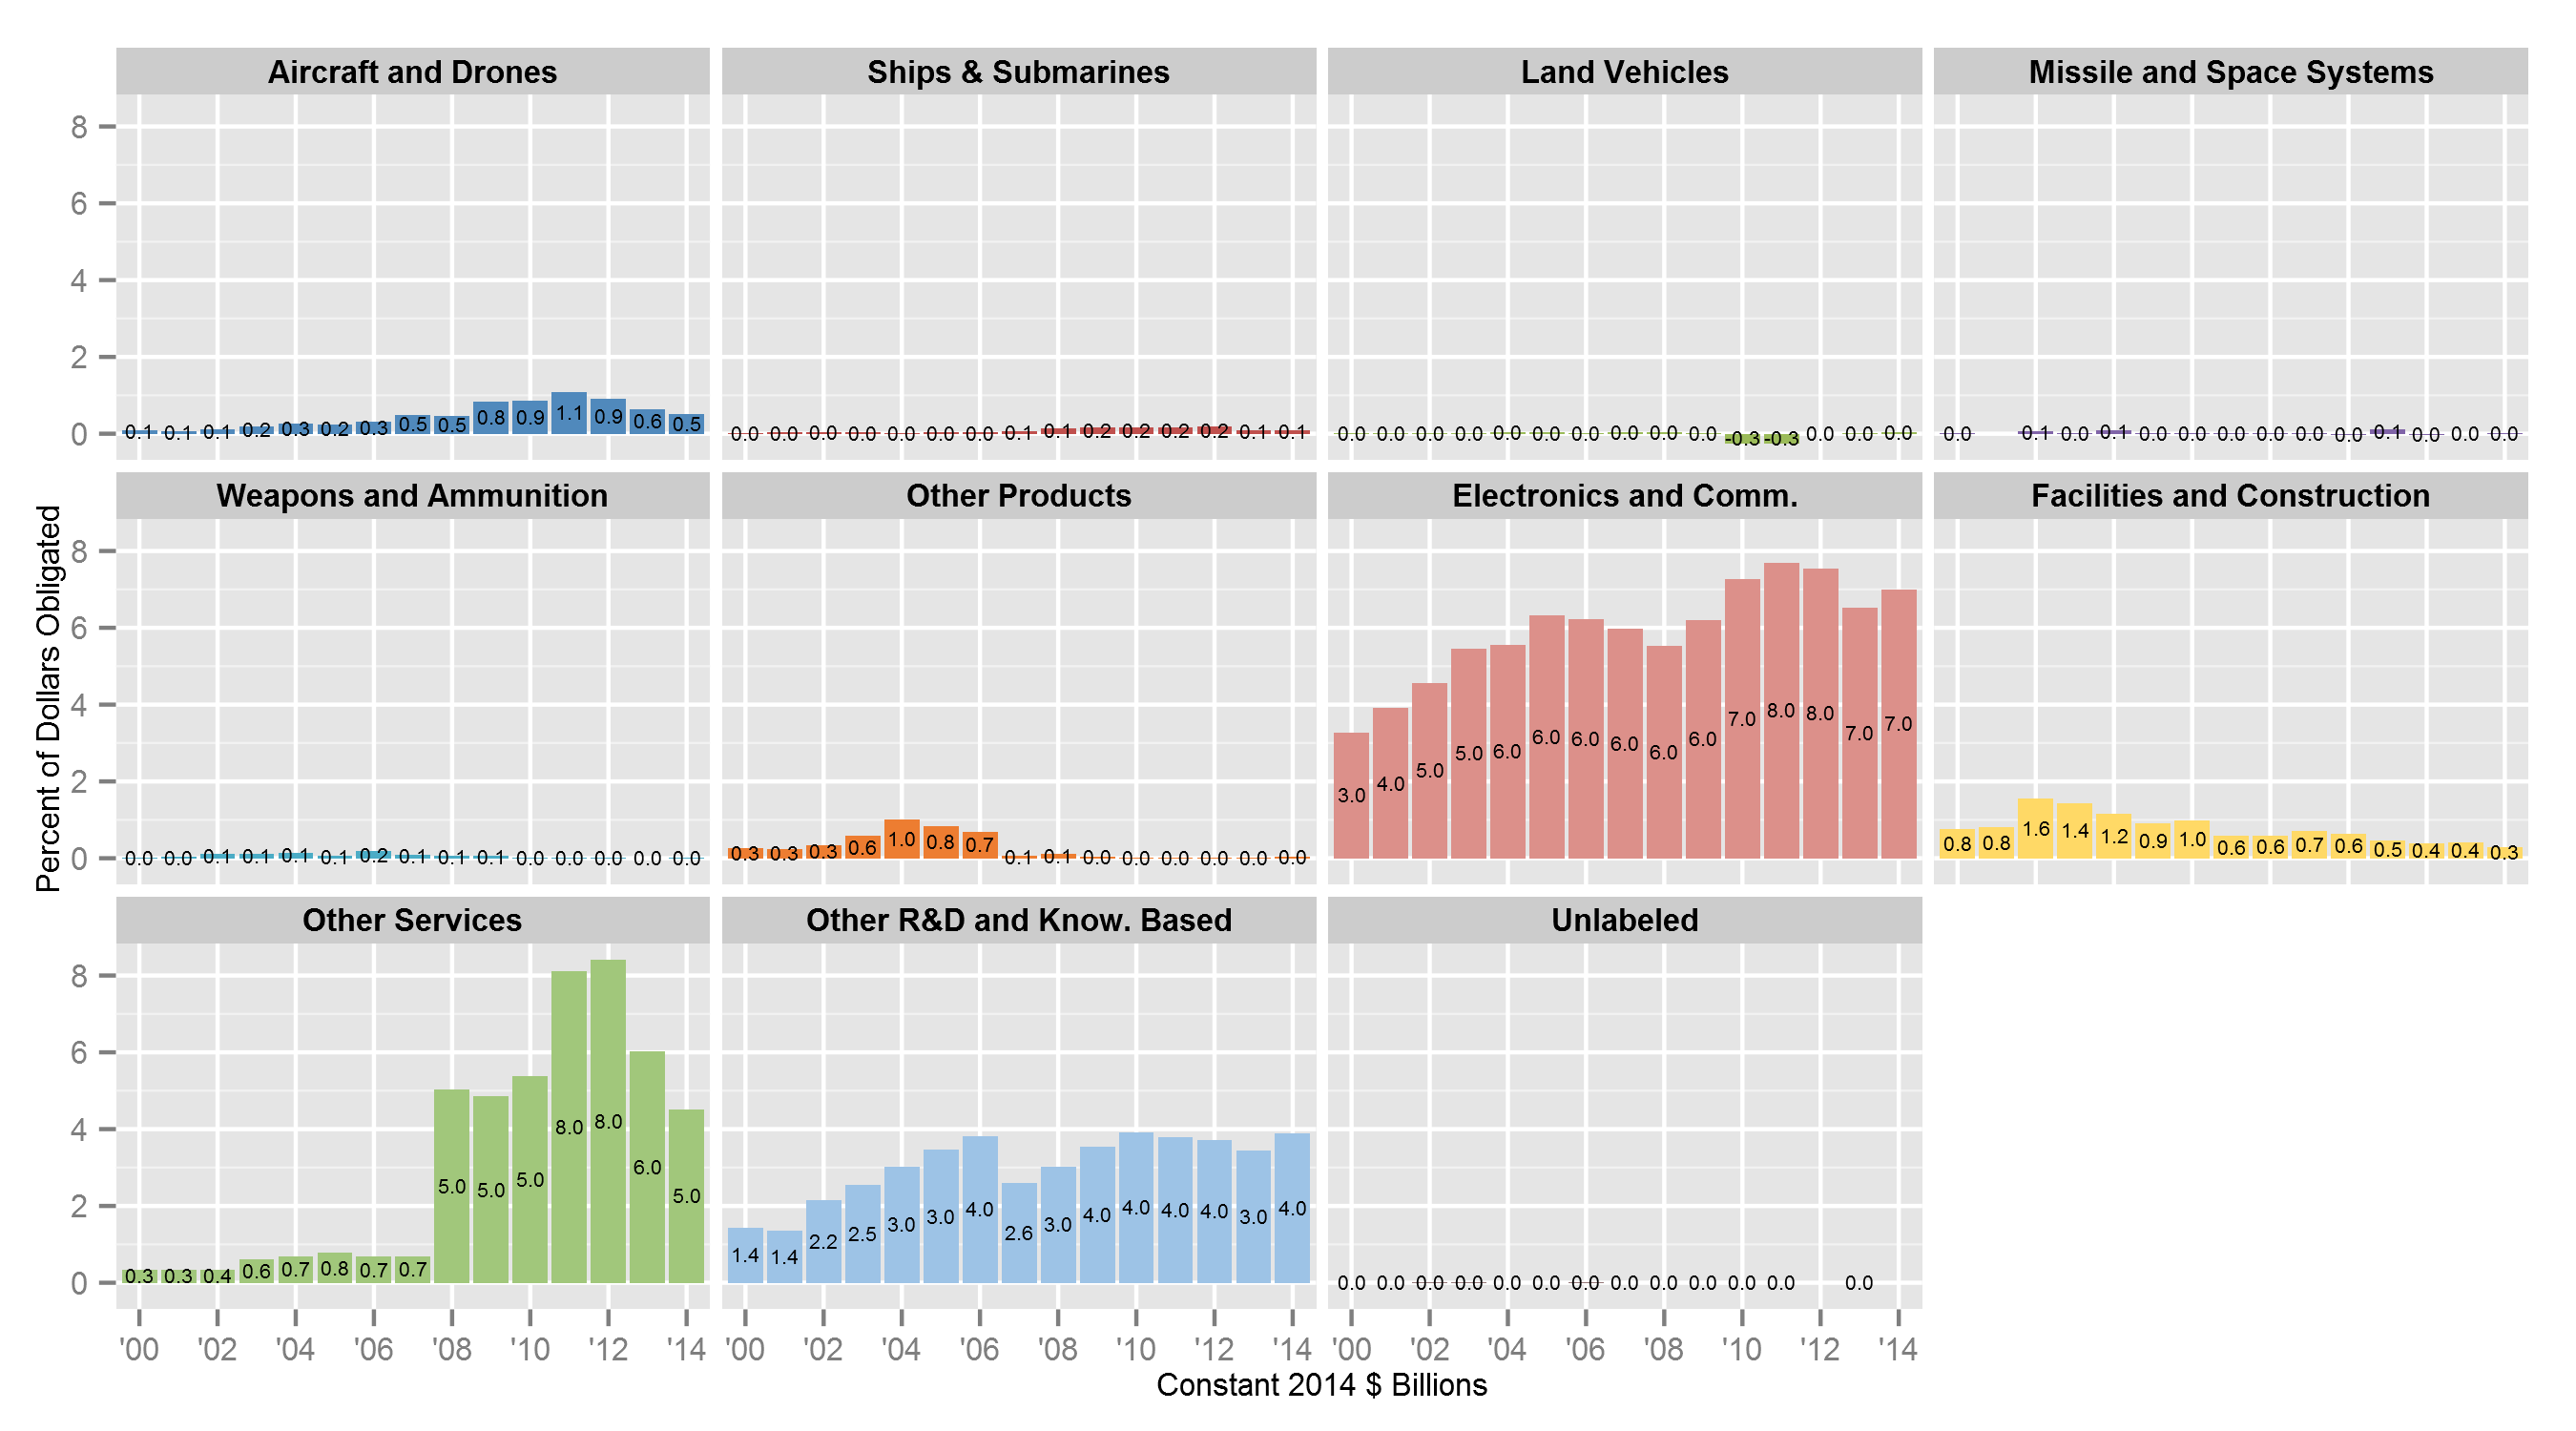 Aircraft and Drones
Ships & Submarines
Land Vehicles
Missile and Space Systems
8
6
4
2
0
0.1 0.1 0.1 0.2 0.3 0.2 0.3 0.5 0.5 0.8 0.9 1.1 0.9 0.6 0.5
0.0 0.0 0.0 0.0 0.0 0.0 0.0 0.1 0.1 0.2 0.2 0.2 0.2 0.1 0.1
0.0 0.0 0.0 0.0 0.0 0.0 0.0 0.0 0.0 0.0 -0.3 -0.3 0.0 0.0 0.0
0.0 0.1 0.0 0.1 0.0 0.0 0.0 0.0 0.0 0.0 0.1 0.0 0.0 0.0
Weapons and Ammunition
Other Products
Electronics and Comm.
Facilities and Construction
Percent of Dollars Obligated
8
6
4
2
0
0.0 0.0 0.1 0.1 0.1 0.1 0.2 0.1 0.1 0.1 0.0 0.0 0.0 0.0 0.0
0.3 0.3 0.3 0.6 1.0 0.8 0.7 0.1 0.1 0.0 0.0 0.0 0.0 0.0 0.0
3.0 4.0 5.0 5.0 6.0 6.0 6.0 6.0 6.0 6.0 7.0 8.0 8.0 7.0 7.0
0.8 0.8 1.6 1.4 1.2 0.9 1.0 0.6 0.6 0.7 0.6 0.5 0.4 0.4 0.3
Other Services
Other R&D and Know. Based
Unlabeled
8
6
4
2
0
0.3 0.3 0.4 0.6 0.7 0.8 0.7 0.7 5.0 5.0 5.0 8.0 8.0 6.0 5.0
1.4 1.4 2.2 2.5 3.0 3.0 4.0 2.6 3.0 4.0 4.0 4.0 4.0 3.0 4.0
0.0 0.0 0.0 0.0 0.0 0.0 0.0 0.0 0.0 0.0 0.0 0.0 0.0
'00 '02 '04 '06 '08 '10 '12 '14
'00 '02 '04 '06 '08 '10 '12 '14
'00 '02 '04 '06 '08 '10 '12 '14
Constant 2014 $ Billions